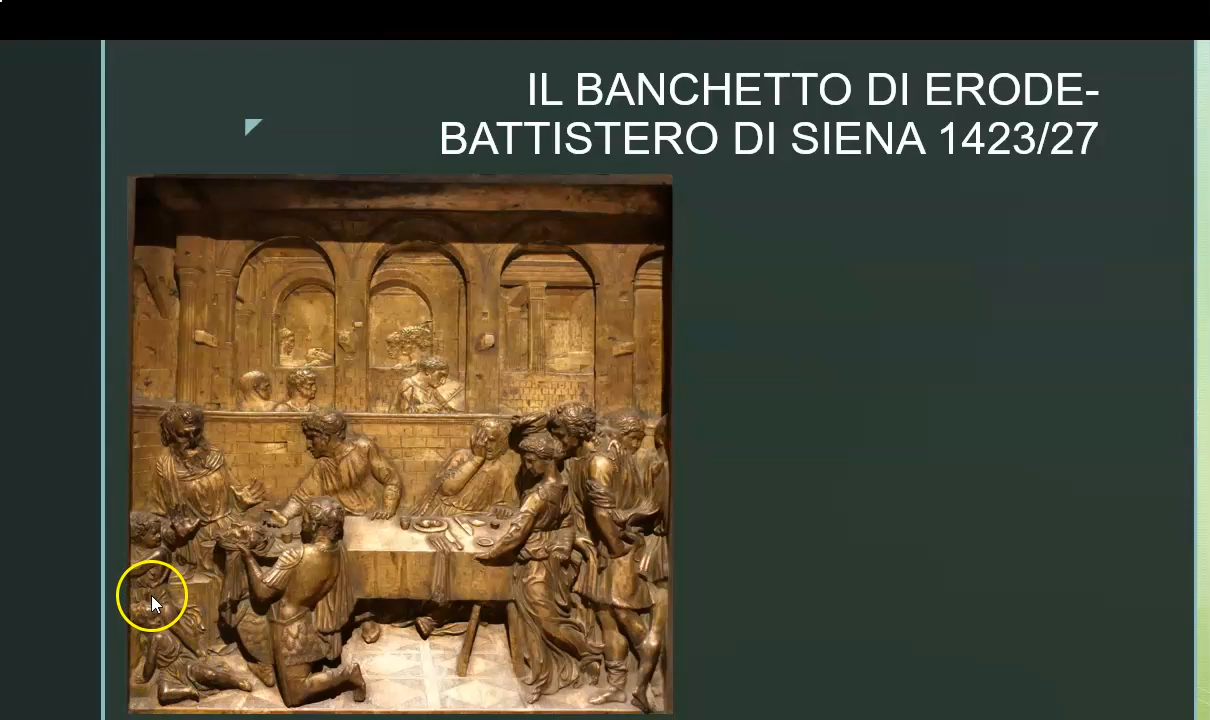 IL BANCHETTO DI ERODE-
BATTISTERO DI SIENA 1423/27